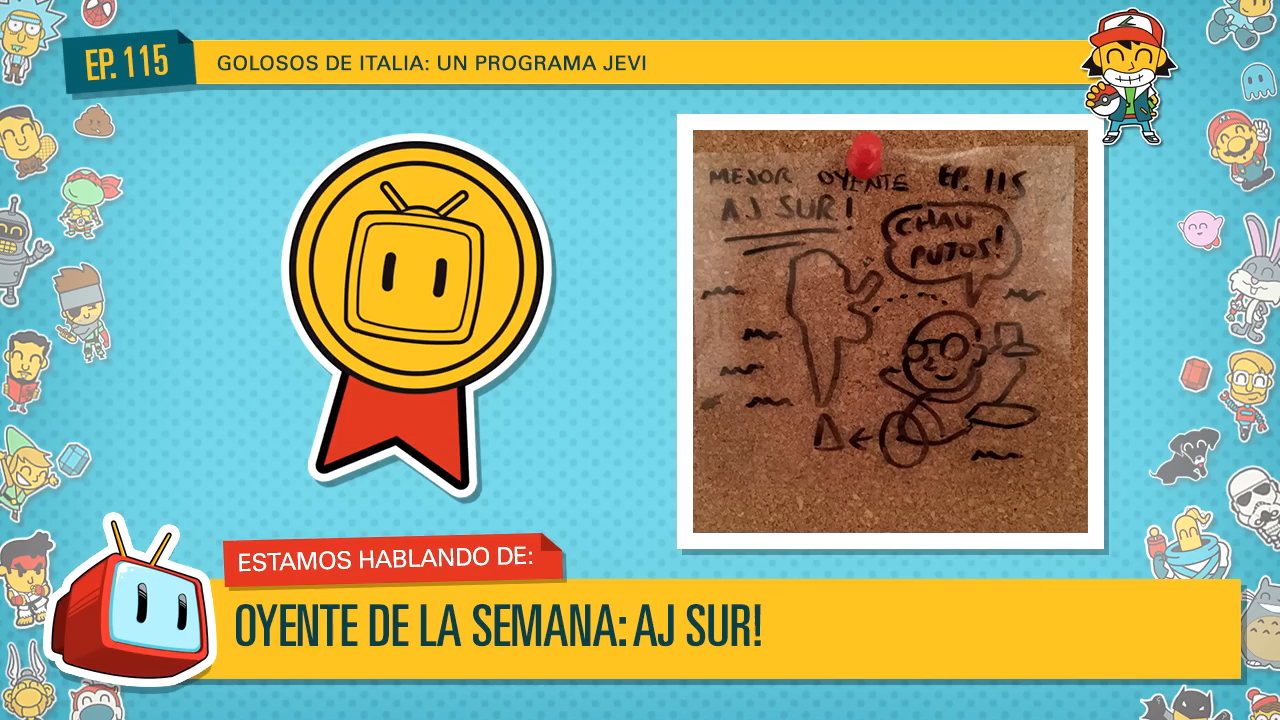 EP. 115
GOLOSOS DE ITALIA: UN PROGRAMA JEVI
MEJOR OYENTE EP. 115
AJ SUR!
CHAU
PUTOS!
ESTAMOS HABLANDO DE:
OYENTE DE LA SEMANA: AJ SUR!